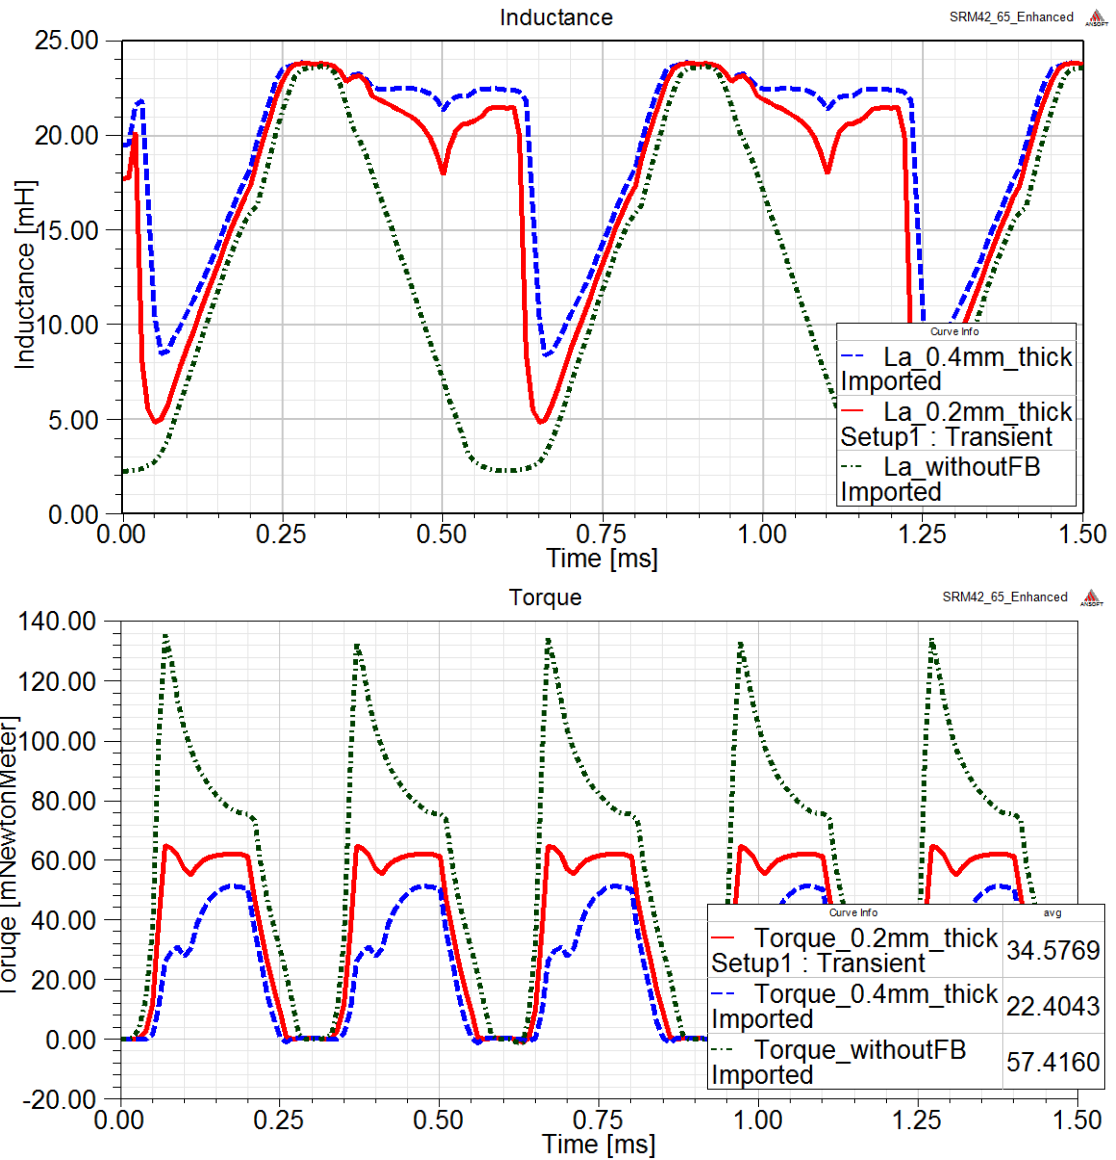 Inductance
SRM42_65_Enhanced
ANSOFT
25.00
20.00
15.00
10.00
5.00
0.00
Inductance [mH]
0.00 0.25 0.50 0.75 1.00 1.25 1.50
Time [ms]
Curve Info
La_0.4mm_thick
Imported
La_0.2mm_thick
Setup1 : Transient
La_withoutFB
Imported
Torque
SRM42_65_Enhanced
ANSOFT
140.00
120.00
100.00
80.00
60.00
40.00
20.00
0.00
-20.00
Toruqe [mNewtonMeter]
0.00 0.25 0.50 0.75 1.00 1.25 1.50
Time [ms]
Curve Info avg
Torque_0.2mm_thick 34.5769
Setup1 : Transient
Torque_0.4mm_thick 22.4043
Imported
Torque_withoutFB 57.4160
Imported